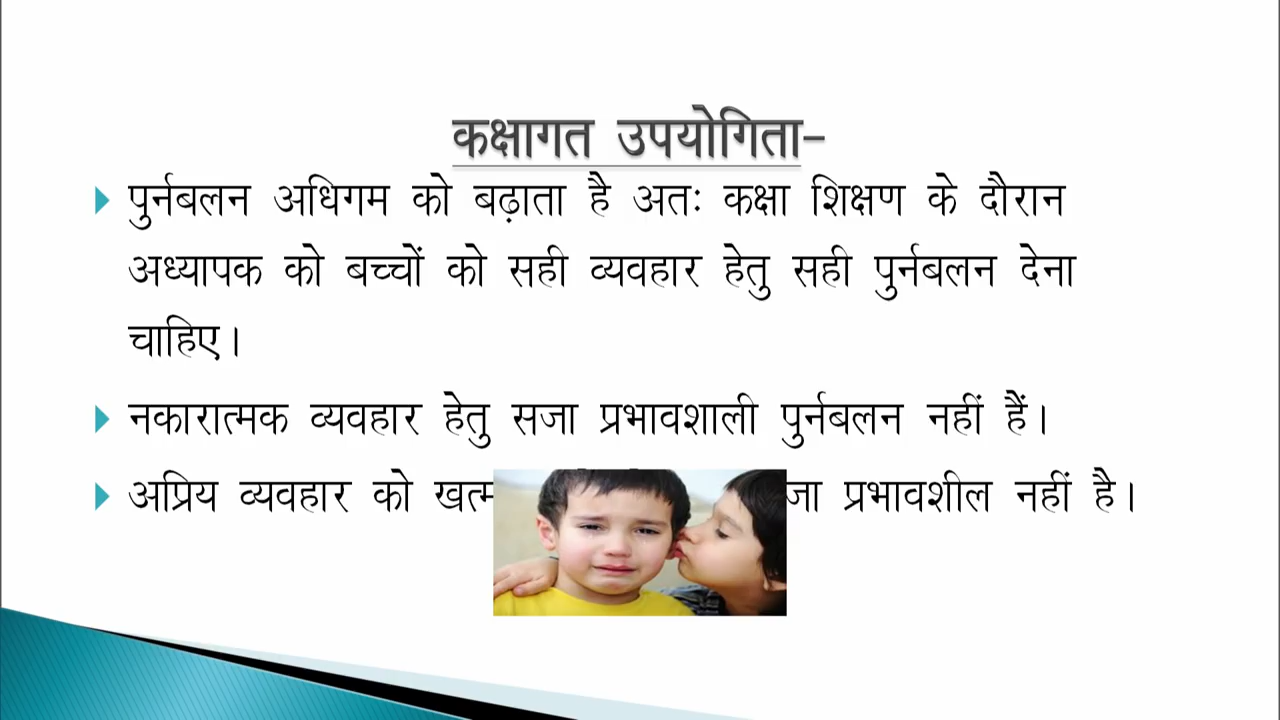 कक्षागत उपयोगिता-
पुर्नबलन अधिगम को बढ़ाता है अतः कक्षा शिक्षण के दौरान
अध्यापक को बच्चों को सही व्यवहार हेतु सही पुर्नबलन देना
चाहिए।
नकारात्मक व्यवहार हेतु सजा प्रभावशाली पुर्नबलन नहीं हैं।
अप्रिय व्यवहार को प्रभावशील नहीं है।